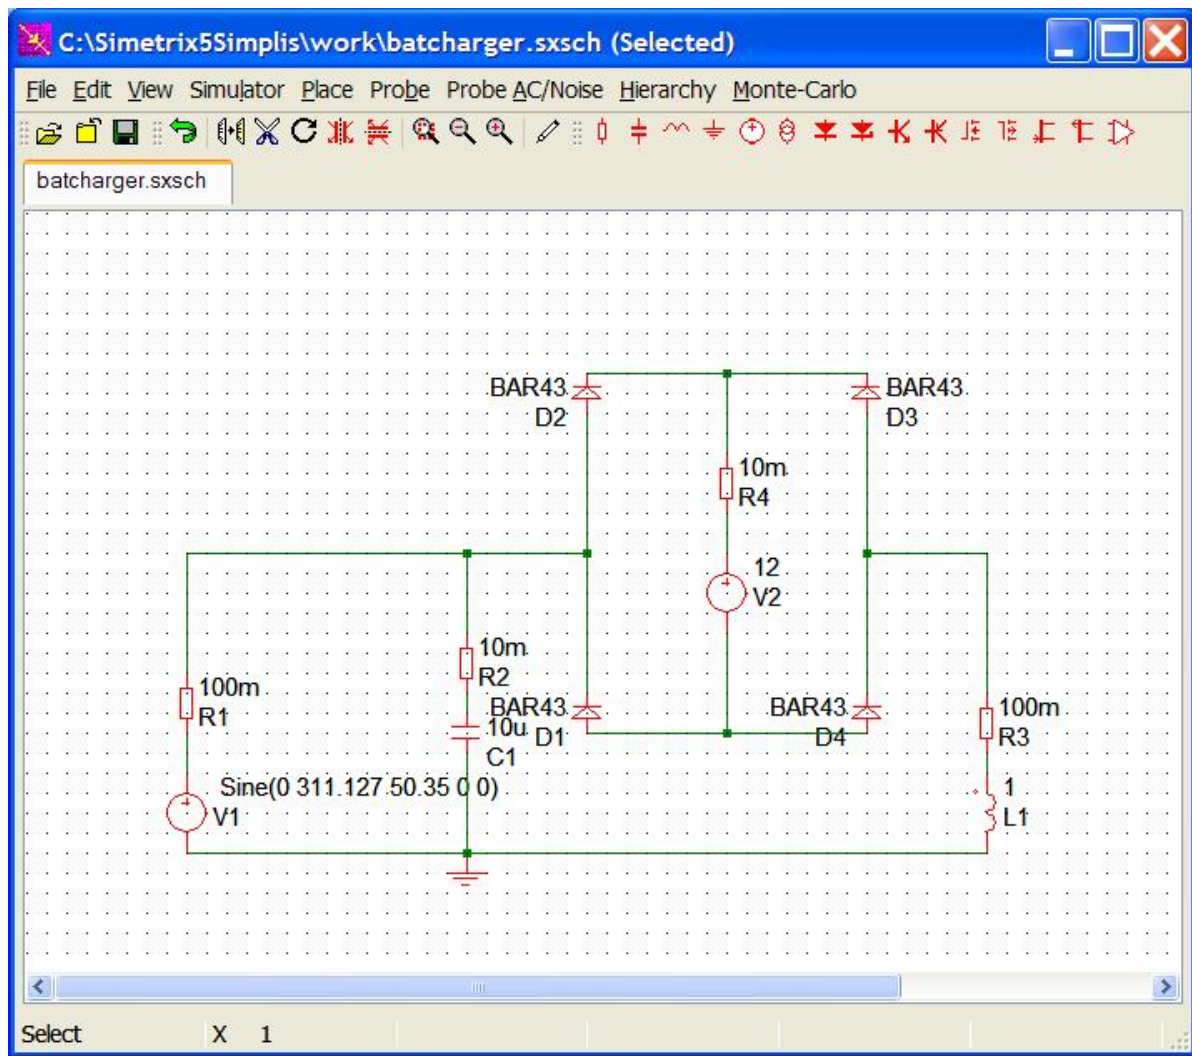 C:\Simetrix5Simplis\work\batcharger.sxsch (Selected)
File Edit View Simulator Place Probe Probe AC/Noise Hierarchy Monte-Carlo
batcharger.sxsch
BAR43
D2
BAR43
D3
10m
R4
12
V2
10m
R2
100m
R1
BAR43
D1
10u
C1
BAR43
D4
100m
R3
Sine(0 311.127 50.35 0 0)
V1
1
L1
Select X 1